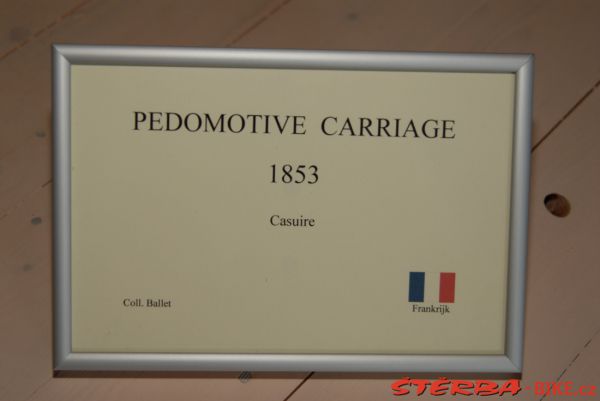 PEDOMOTIVE CARRIAGE
1853
Casuire
Coll. Ballet
Frankrijk
ŠTĚRBA-BIKE.cz